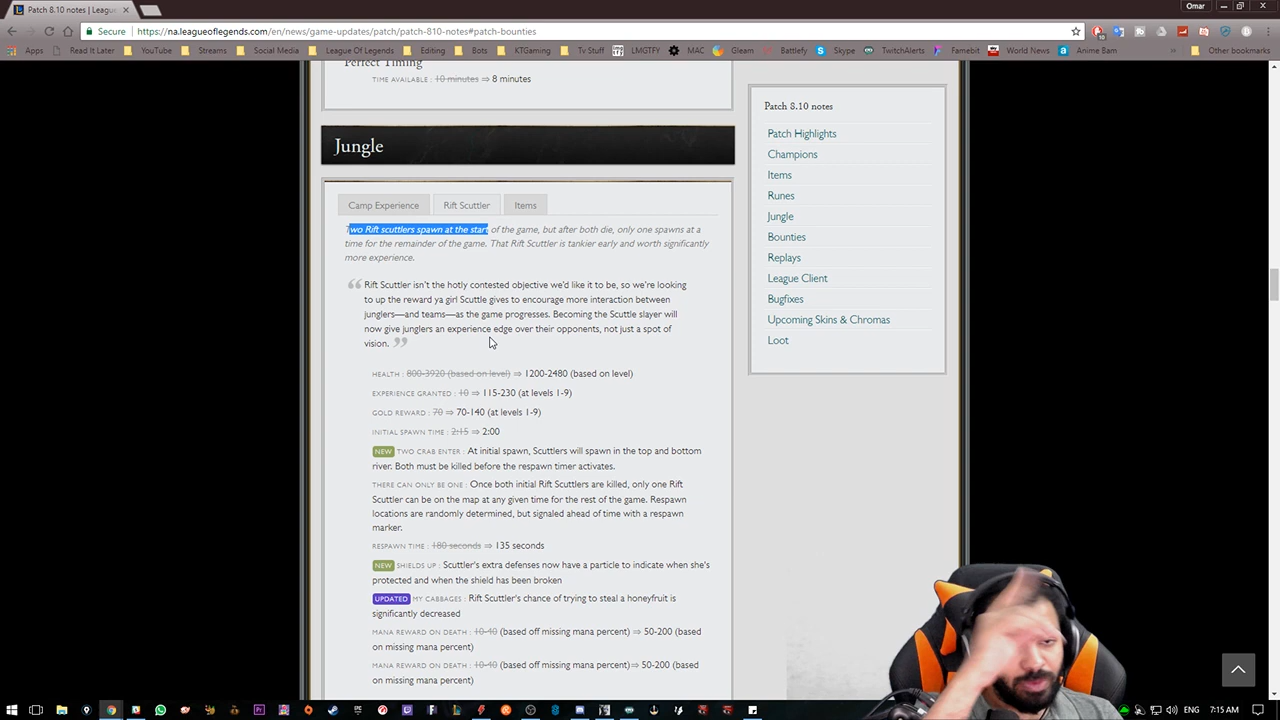 Patch 8.10 notes | Leagu
Omar
Secure
https://na.leagueoflegends.com/en/news/game-updates/patch/patch-810-notes#patch-bounties
Apps Read It Later YouTube Streams Social Media League Of Legends Editing Bots KTGaming Tv Stuff LMGTFY MAC Gleam Battlefy Skype TwitchAlerts Famebit World News Anime Bam » Other bookmarks
Perfect Timing
TIME AVAILABLE : 10 minutes ⇒ 8 minutes
Jungle
Camp Experience Rift Scuttler Items
Two Rift scuttlers spawn at the start of the game, but after both die, only one spawns at a
time for the remainder of the game. That Rift Scuttler is tankier early and worth significantly
more experience.
Rift Scuttler isn't the hotly contested objective we'd like it to be, so we're looking
to up the reward ya girl Scuttle gives to encourage more interaction between
junglers—and teams—as the game progresses. Becoming the Scuttle slayer will
now give junglers an experience edge over their opponents, not just a spot of
vision.
HEALTH : 800-3920 (based on level) ⇒ 1200-2480 (based on level)
EXPERIENCE GRANTED : 10 ⇒ 115-230 (at levels 1-9)
GOLD REWARD : 70 ⇒ 70-140 (at levels 1-9)
INITIAL SPAWN TIME : 2:15 ⇒ 2:00
NEW TWO CRAB ENTER : At initial spawn, Scuttlers will spawn in the top and bottom
river. Both must be killed before the respawn timer activates.
THERE CAN ONLY BE ONE : Once both initial Rift Scuttlers are killed, only one Rift
Scuttler can be on the map at any given time for the rest of the game. Respawn
locations are randomly determined, but signaled ahead of time with a respawn
marker.
RESPAWN TIME : 180 seconds ⇒ 135 seconds
NEW SHIELDS UP : Scuttler's extra defenses now have a particle to indicate when she's
protected and when the shield has been broken
UPDATED MY CABBAGES : Rift Scuttler's chance of trying to steal a honeyfruit is
significantly decreased
MANA REWARD ON DEATH : 10-40 (based off missing mana percent) ⇒ 50-200 (based
on missing mana percent)
MANA REWARD ON DEATH : 10-40 (based off missing mana percent)⇒ 50-200 (based
on missing mana percent)
Patch 8.10 notes
Patch Highlights
Champions
Items
Runes
Jungle
Bounties
Replays
League Client
Bugfixes
Upcoming Skins & Chromas
Loot
7:15 AM